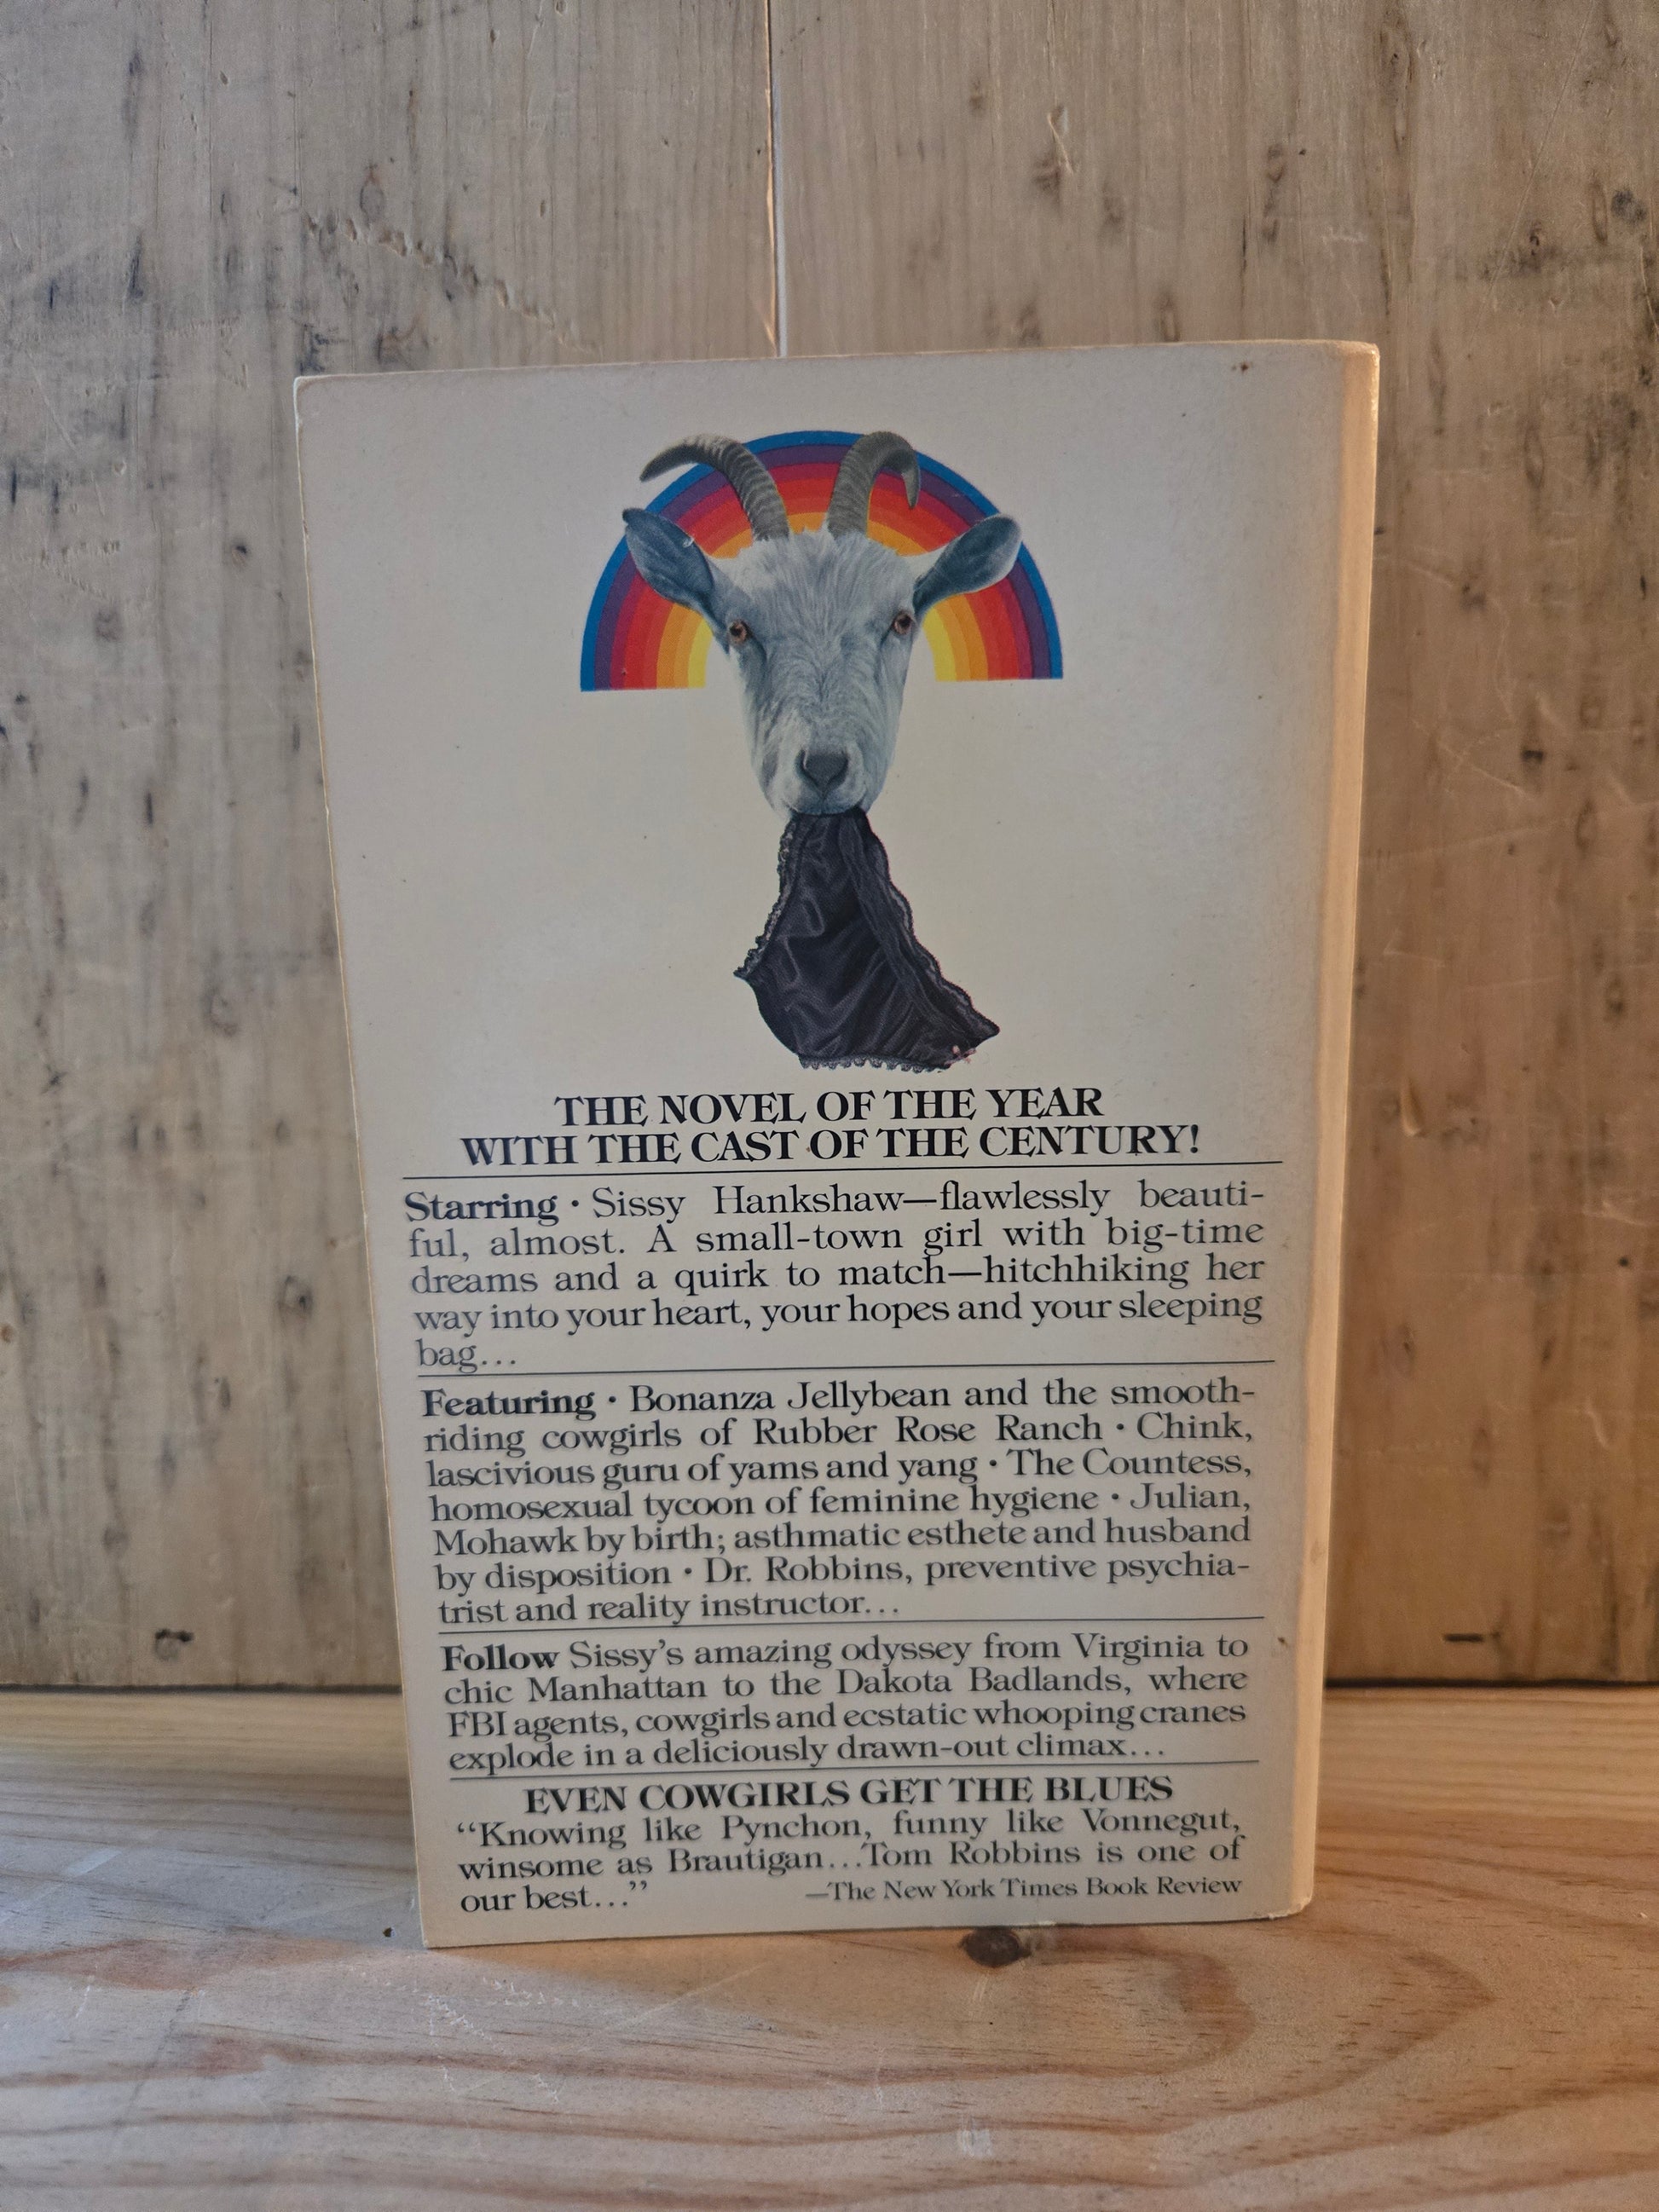 THE NOVEL OF THE YEAR
WITH THE CAST OF THE CENTURY!
Starring • Sissy Hankshaw—flawlessly beauti-
ful, almost. A small-town girl with big-time
dreams and a quirk to match—hitchhiking her
way into your heart, your hopes and your sleeping
bag...
Featuring • Bonanza Jellybean and the smooth-
riding cowgirls of Rubber Rose Ranch • Chink,
lascivious guru of yams and yang • The Countess,
homosexual tycoon of feminine hygiene • Julian,
Mohawk by birth; asthmatic esthete and husband
by disposition • Dr. Robbins, preventive psychia-
trist and reality instructor...
Follow Sissy's amazing odyssey from Virginia to
chic Manhattan to the Dakota Badlands, where
FBI agents, cowgirls and ecstatic whooping cranes
explode in a deliciously drawn-out climax...
EVEN COWGIRLS GET THE BLUES
“Knowing like Pynchon, funny like Vonnegut,
winsome as Brautigan...Tom Robbins is one of
our best...” —The New York Times Book Review